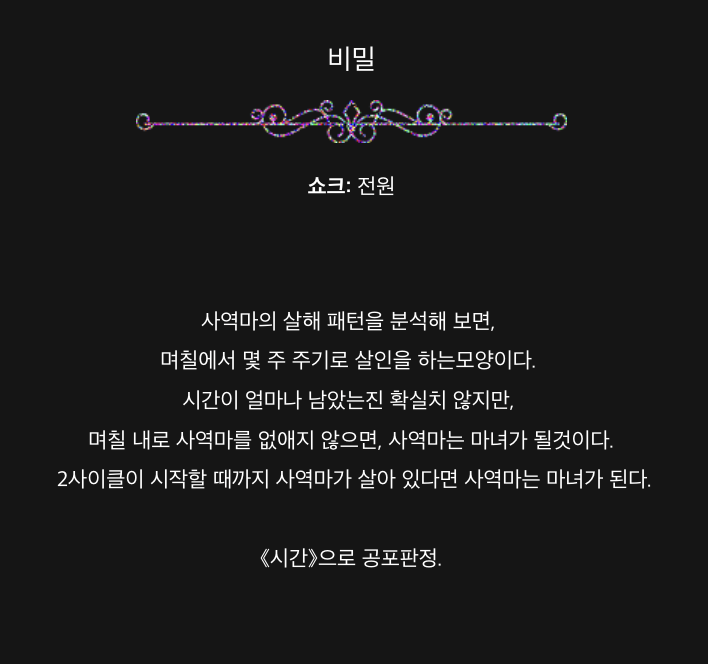 비밀
쇼크: 전원
사역마의 살해 패턴을 분석해 보면,
며칠에서 몇 주 주기로 살인을 하는모양이다.
시간이 얼마나 남았는진 확실치 않지만,
며칠 내로 사역마를 없애지 않으면, 사역마는 마녀가 될것이다.
2사이클이 시작할 때까지 사역마가 살아 있다면 사역마는 마녀가 된다.
《시간》으로 공포판정.